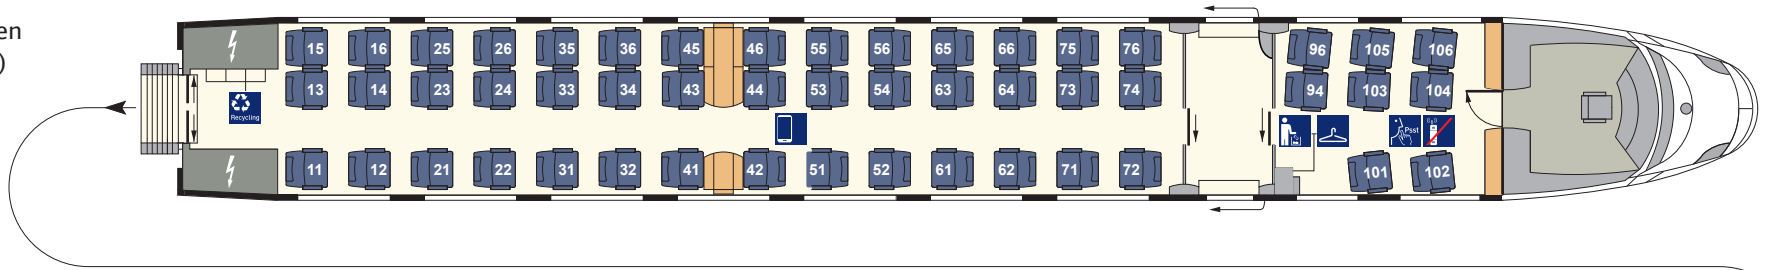 en
)
15 16 25 26 35 36 45 46 55 56 65 66 75 76 96 105 106
13 14 23 24 33 34 43 44 53 54 63 64 73 74 94 103 104
Recycling
Psst
11 12 21 22 31 32 41 42 51 52 61 62 71 72 101 102